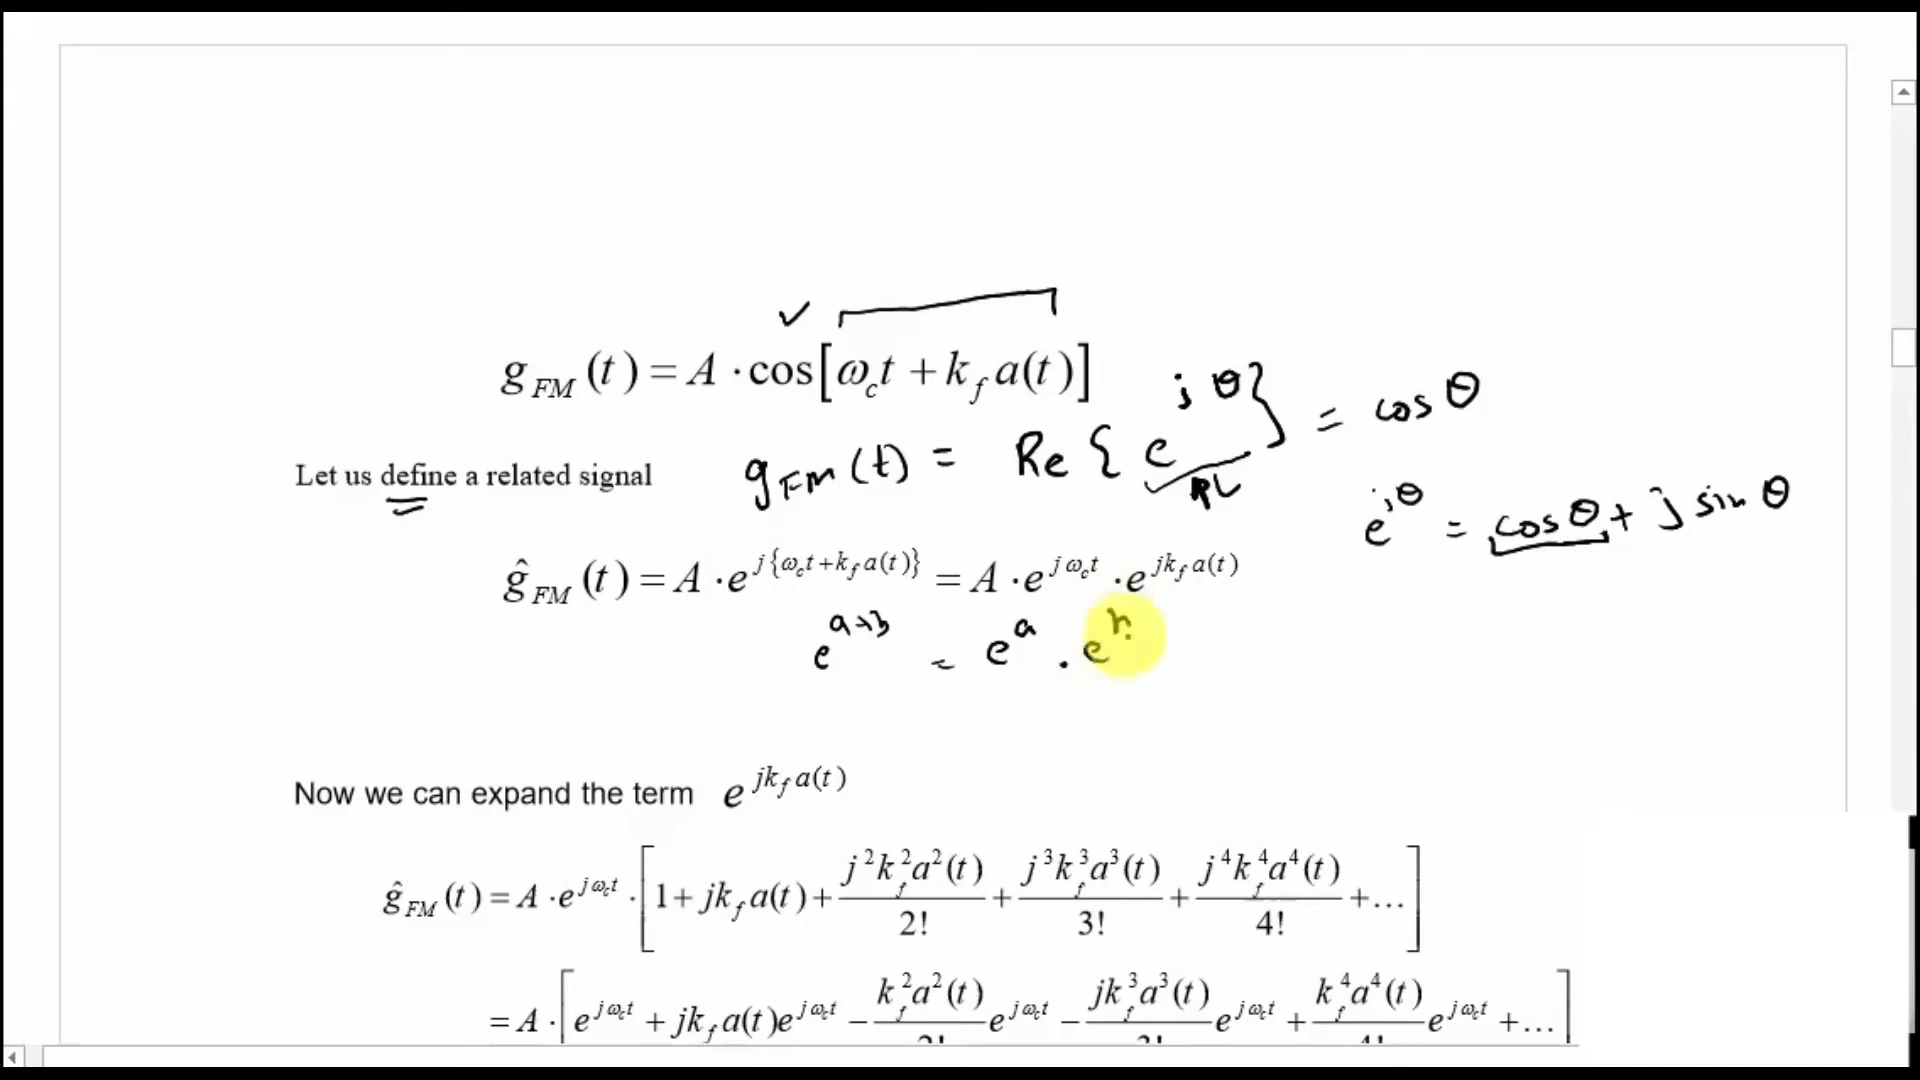 ✓
g_FM(t) = A · cos[ω_c t + k_f a(t)]
g_FM(t) = Re { e^{jθ} } = cos θ
Let us define a related signal
e^{jθ} = cos θ + j sin θ
ĝ_FM(t) = A · e^{j{ω_c t + k_f a(t)}} = A · e^{jω_c t} · e^{jk_f a(t)}
e^{a+b} = e^a . e^b
Now we can expand the term e^{jk_f a(t)}
ĝ_FM(t) = A · e^{jω_c t} · [1 + jk_f a(t) + j²k_f²a²(t)/2! + j³k_f³a³(t)/3! + j⁴k_f⁴a⁴(t)/4! + …]
= A · [e^{jω_c t} + jk_f a(t)e^{jω_c t} − k_f²a²(t)/2! e^{jω_c t} − jk_f³a³(t)/3! e^{jω_c t} + k_f⁴a⁴(t)/4! e^{jω_c t} + …]